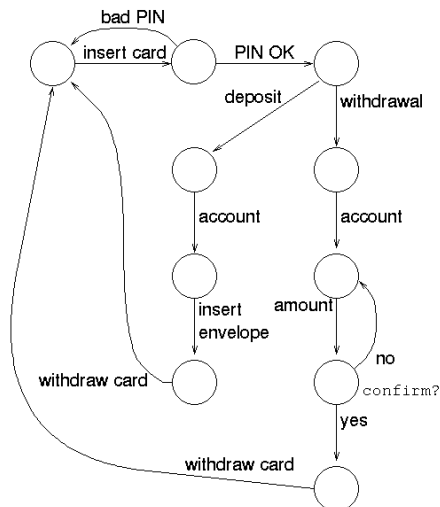 bad PIN
insert card
PIN OK
deposit
withdrawal
account
account
insert
envelope
amount
no
withdraw card
confirm?
yes
withdraw card